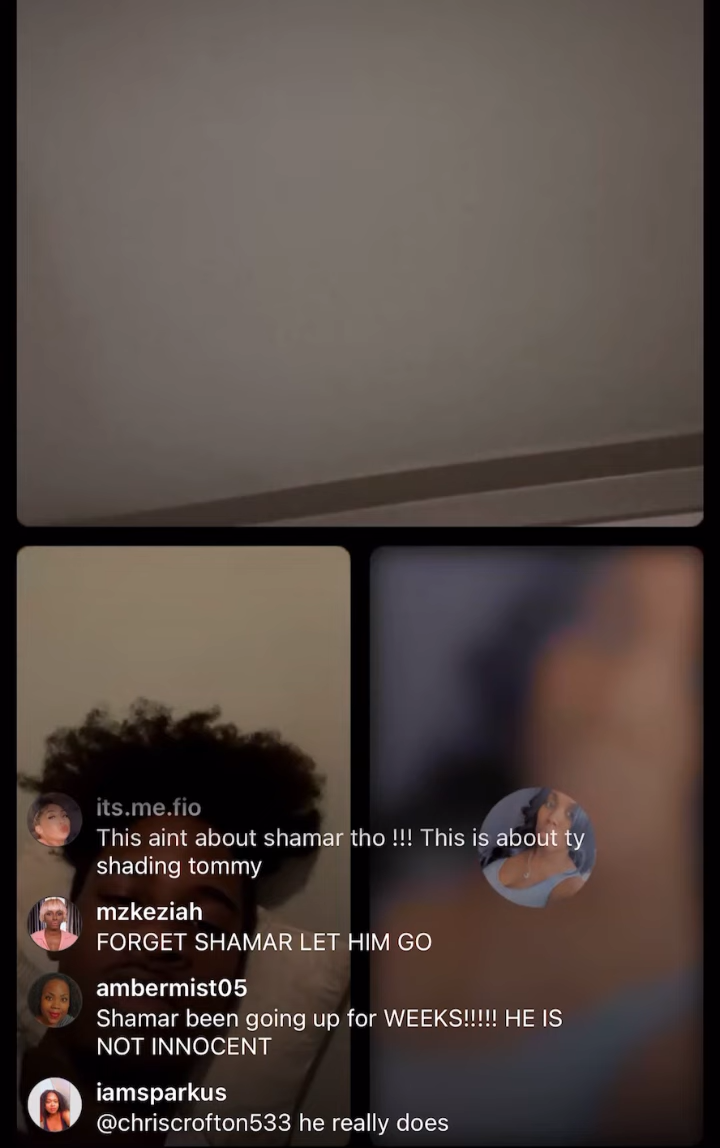 its.me.fio
This aint about shamar tho !!! This is about ty
shading tommy
mzkeziah
FORGET SHAMAR LET HIM GO
ambermist05
Shamar been going up for WEEKS!!!!! HE IS
NOT INNOCENT
iamsparkus
@chriscrofton533 he really does